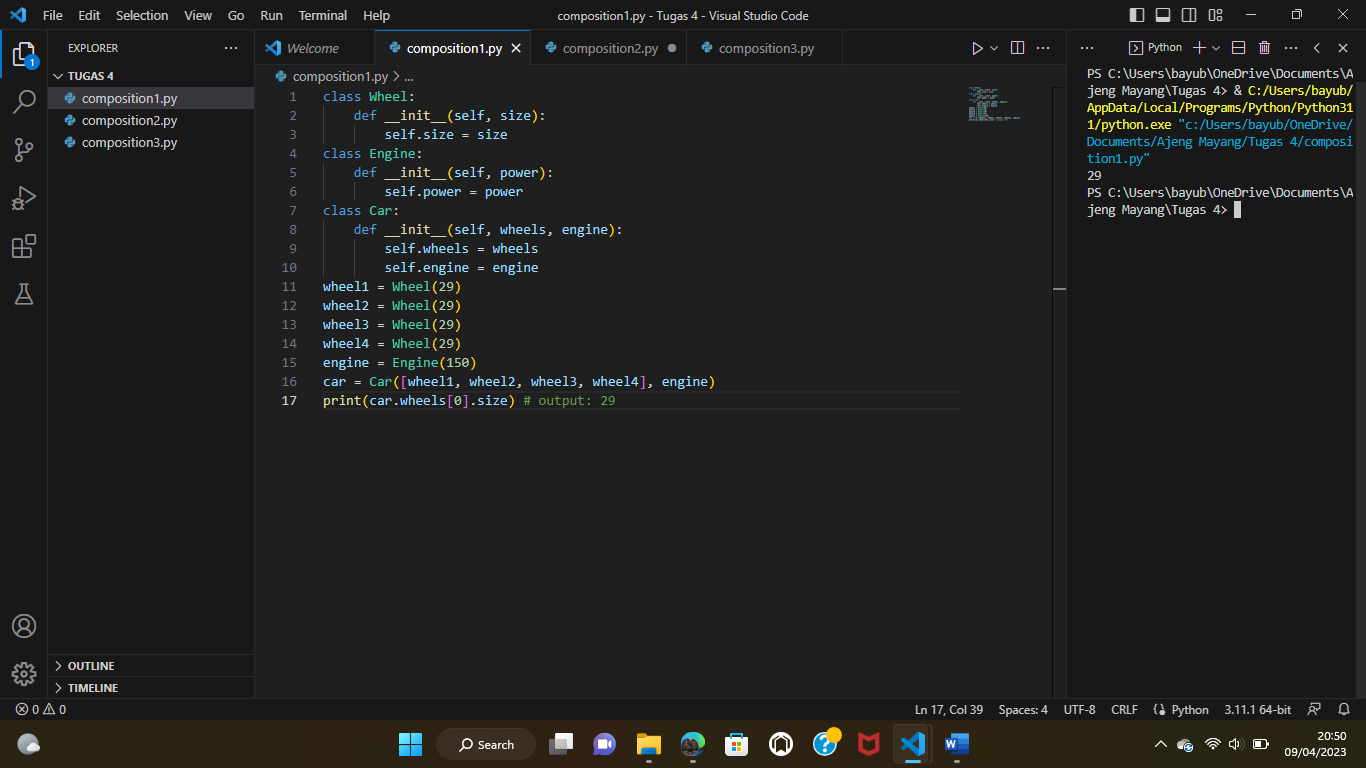 File Edit Selection View Go Run Terminal Help
composition1.py - Tugas 4 - Visual Studio Code
EXPLORER
TUGAS 4
composition1.py
composition2.py
composition3.py
OUTLINE
TIMELINE
Welcome composition1.py composition2.py composition3.py
composition1.py > ...
1 class Wheel:
2     def __init__(self, size):
3         self.size = size
4 class Engine:
5     def __init__(self, power):
6         self.power = power
7 class Car:
8     def __init__(self, wheels, engine):
9         self.wheels = wheels
10         self.engine = engine
11 wheel1 = Wheel(29)
12 wheel2 = Wheel(29)
13 wheel3 = Wheel(29)
14 wheel4 = Wheel(29)
15 engine = Engine(150)
16 car = Car([wheel1, wheel2, wheel3, wheel4], engine)
17 print(car.wheels[0].size) # output: 29
Python
PS C:\Users\bayub\OneDrive\Documents\A
jeng Mayang\Tugas 4> & C:/Users/bayub/
AppData/Local/Programs/Python/Python31
1/python.exe "c:/Users/bayub/OneDrive/
Documents/Ajeng Mayang/Tugas 4/composi
tion1.py"
29
PS C:\Users\bayub\OneDrive\Documents\A
jeng Mayang\Tugas 4>
1
0 0
Ln 17, Col 39 Spaces: 4 UTF-8 CRLF Python 3.11.1 64-bit
Search
20:50
09/04/2023